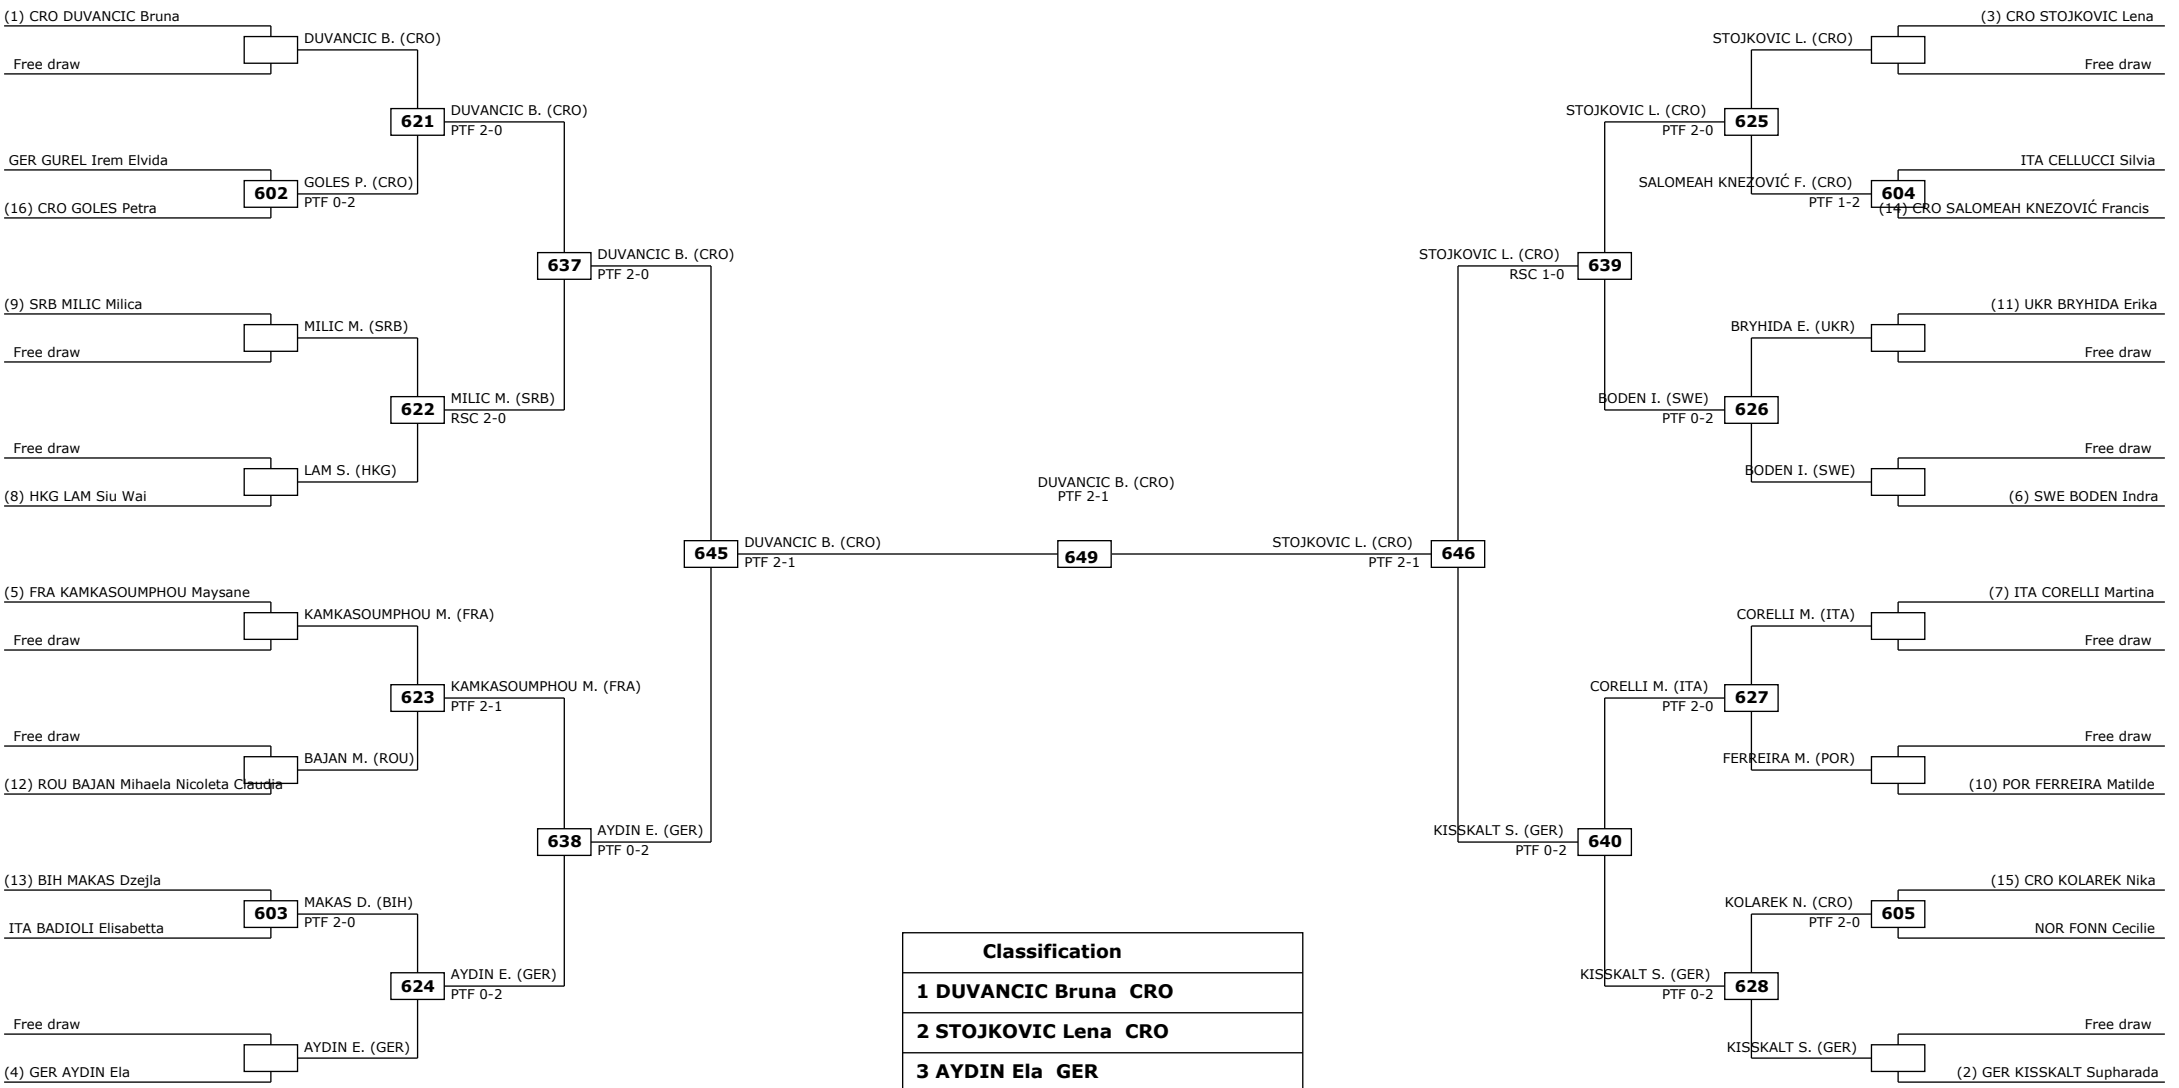 (1) CRO DUVANCIC Bruna
DUVANCIC B. (CRO)
Free draw
621
DUVANCIC B. (CRO)
PTF 2-0
GER GUREL Irem Elvida
602
GOLES P. (CRO)
PTF 0-2
(16) CRO GOLES Petra
637
DUVANCIC B. (CRO)
PTF 2-0
(9) SRB MILIC Milica
MILIC M. (SRB)
Free draw
622
MILIC M. (SRB)
RSC 2-0
Free draw
LAM S. (HKG)
(8) HKG LAM Siu Wai
645
DUVANCIC B. (CRO)
PTF 2-1
(5) FRA KAMKASOUMPHOU Maysane
KAMKASOUMPHOU M. (FRA)
Free draw
623
KAMKASOUMPHOU M. (FRA)
PTF 2-1
Free draw
BAJAN M. (ROU)
(12) ROU BAJAN Mihaela Nicoleta Claudia
638
AYDIN E. (GER)
PTF 0-2
(13) BIH MAKAS Dzejla
603
MAKAS D. (BIH)
PTF 2-0
ITA BADIOLI Elisabetta
624
AYDIN E. (GER)
PTF 0-2
Free draw
AYDIN E. (GER)
(4) GER AYDIN Ela
DUVANCIC B. (CRO)
PTF 2-1
649
(3) CRO STOJKOVIC Lena
STOJKOVIC L. (CRO)
Free draw
STOJKOVIC L. (CRO)
PTF 2-0
625
ITA CELLUCCI Silvia
SALOMEAH KNEZOVIĆ F. (CRO)
PTF 1-2
604
(14) CRO SALOMEAH KNEZOVIĆ Francis
STOJKOVIC L. (CRO)
RSC 1-0
639
(11) UKR BRYHIDA Erika
BRYHIDA E. (UKR)
Free draw
BODEN I. (SWE)
PTF 0-2
626
Free draw
BODEN I. (SWE)
(6) SWE BODEN Indra
STOJKOVIC L. (CRO)
PTF 2-1
646
(7) ITA CORELLI Martina
CORELLI M. (ITA)
Free draw
CORELLI M. (ITA)
PTF 2-0
627
Free draw
FERREIRA M. (POR)
(10) POR FERREIRA Matilde
KISSKALT S. (GER)
PTF 0-2
640
(15) CRO KOLAREK Nika
KOLAREK N. (CRO)
PTF 2-0
605
NOR FONN Cecilie
KISSKALT S. (GER)
PTF 0-2
628
Free draw
KISSKALT S. (GER)
(2) GER KISSKALT Supharada
Classification
1 DUVANCIC Bruna CRO
2 STOJKOVIC Lena CRO
3 AYDIN Ela GER